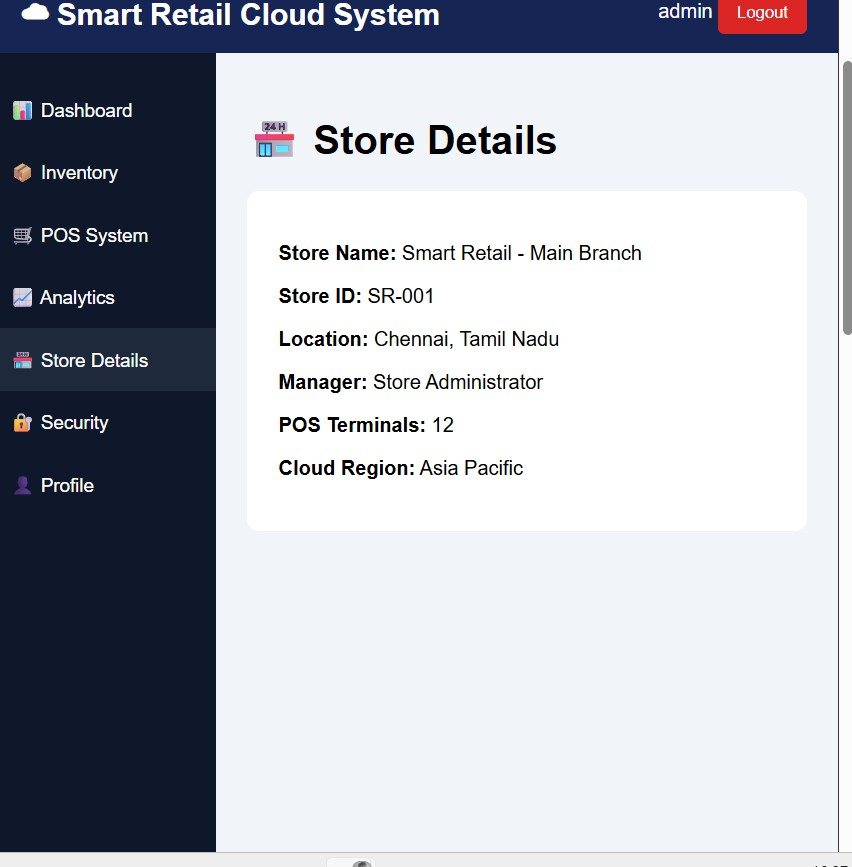 Smart Retail Cloud System
admin
Logout
Dashboard
Inventory
POS System
Analytics
Store Details
Security
Profile
24 H
Store Details
Store Name: Smart Retail - Main Branch
Store ID: SR-001
Location: Chennai, Tamil Nadu
Manager: Store Administrator
POS Terminals: 12
Cloud Region: Asia Pacific